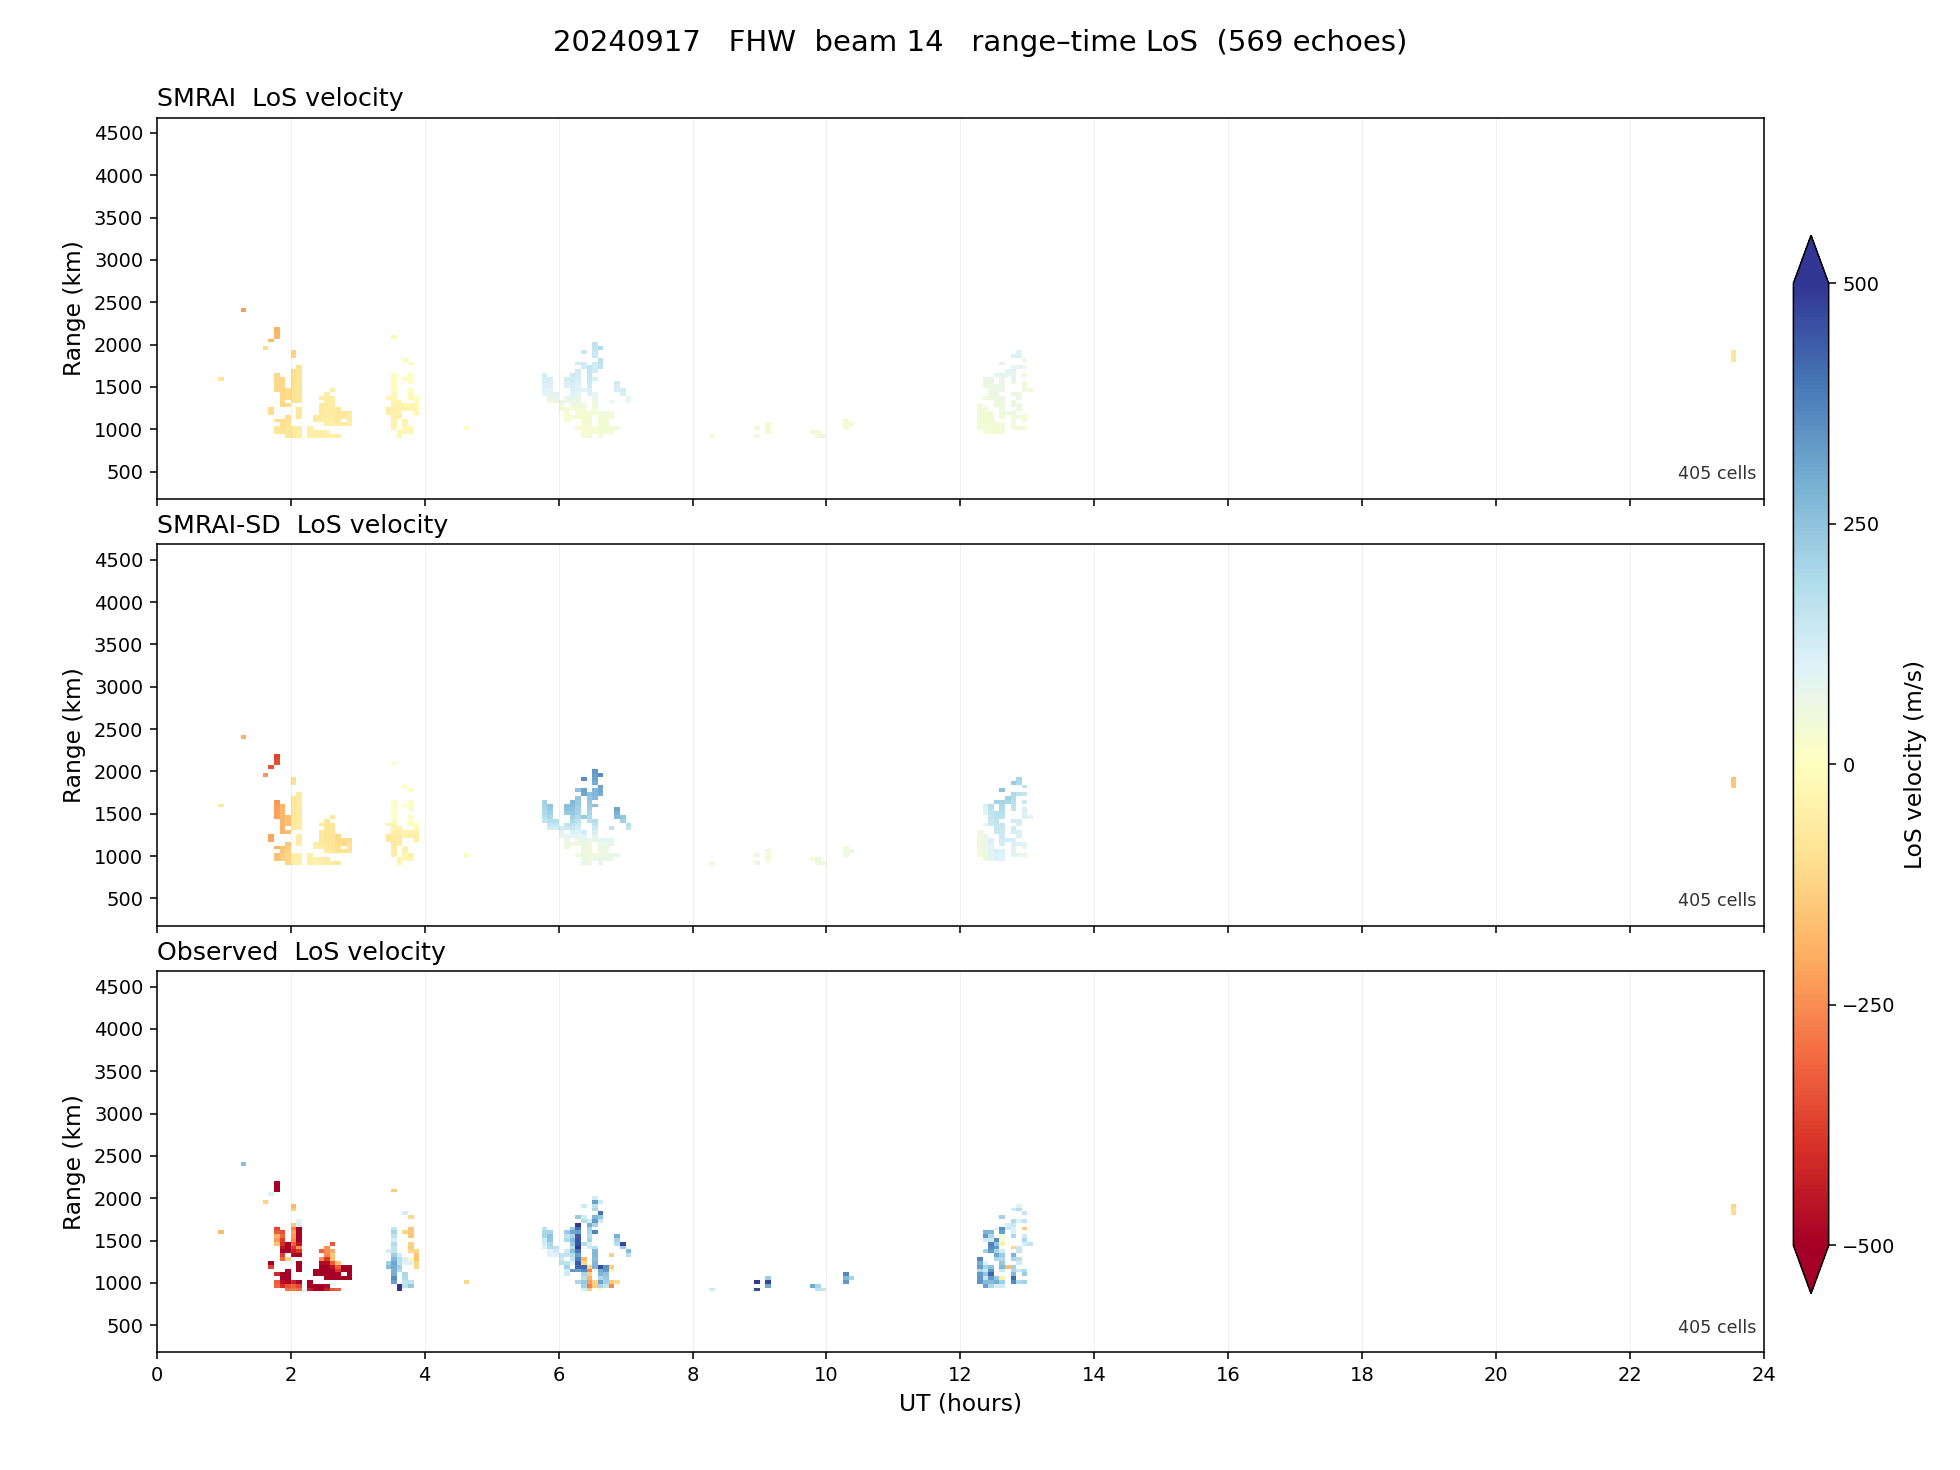 20240917   FHW  beam 14   range–time LoS  (569 echoes)
SMRAI  LoS velocity
4500
4000
3500
3000
2500
2000
1500
1000
500
Range (km)
405 cells
SMRAI-SD  LoS velocity
4500
4000
3500
3000
2500
2000
1500
1000
500
Range (km)
405 cells
Observed  LoS velocity
4500
4000
3500
3000
2500
2000
1500
1000
500
Range (km)
405 cells
0 2 4 6 8 10 12 14 16 18 20 22 24
UT (hours)
500
250
0
−250
−500
LoS velocity (m/s)